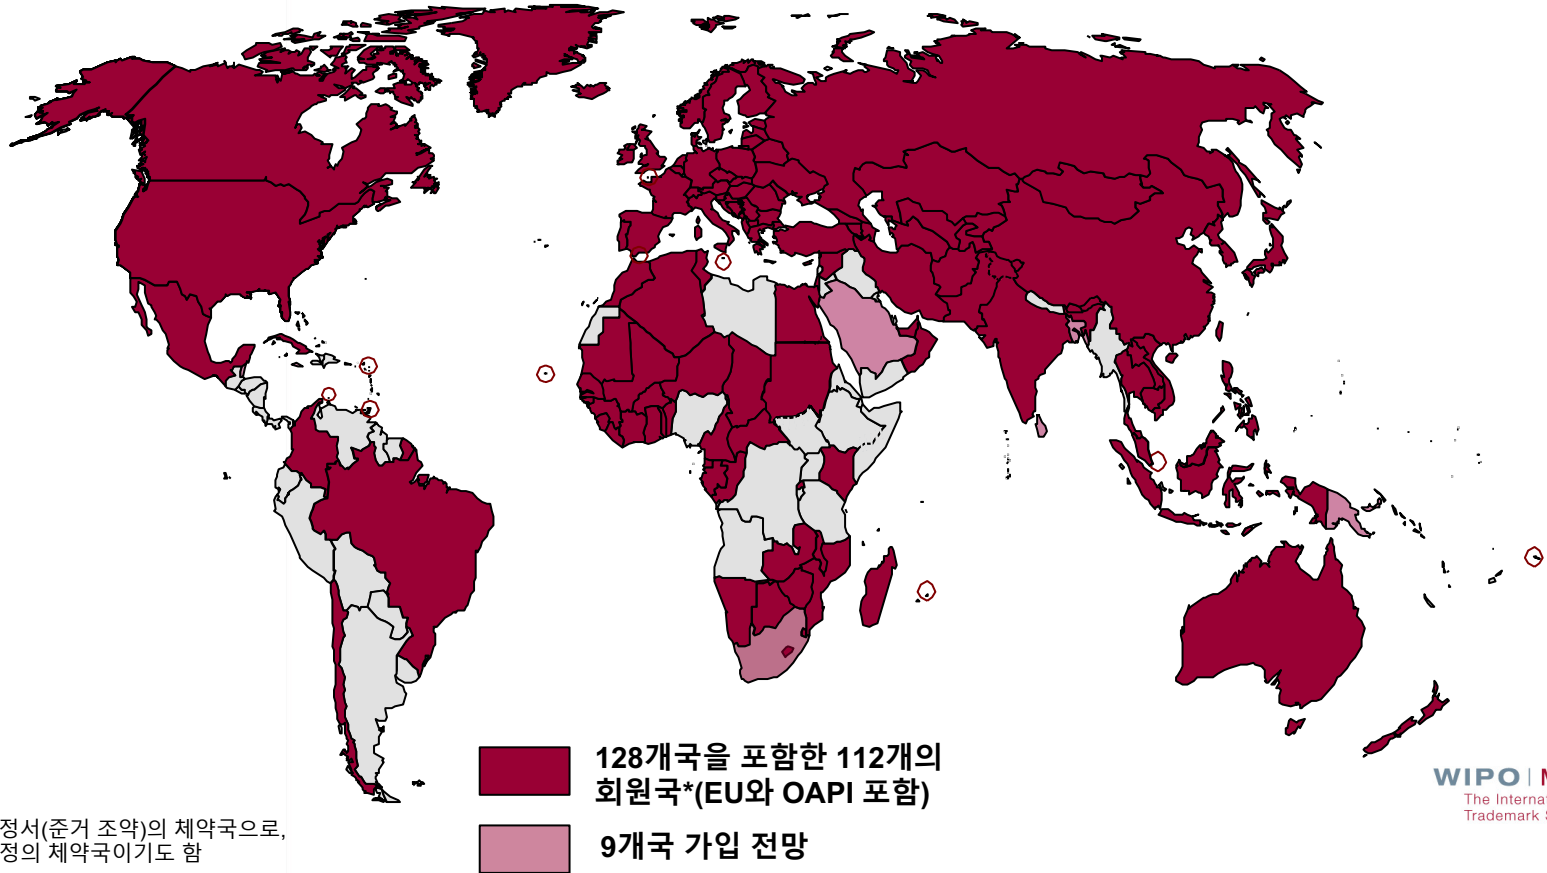 128개국을 포함한 112개의
회원국*(EU와 OAPI 포함)
9개국 가입 전망
정서(준거 조약)의 체약국으로,
정의 체약국이기도 함
WIPO |
The Interna
Trademark